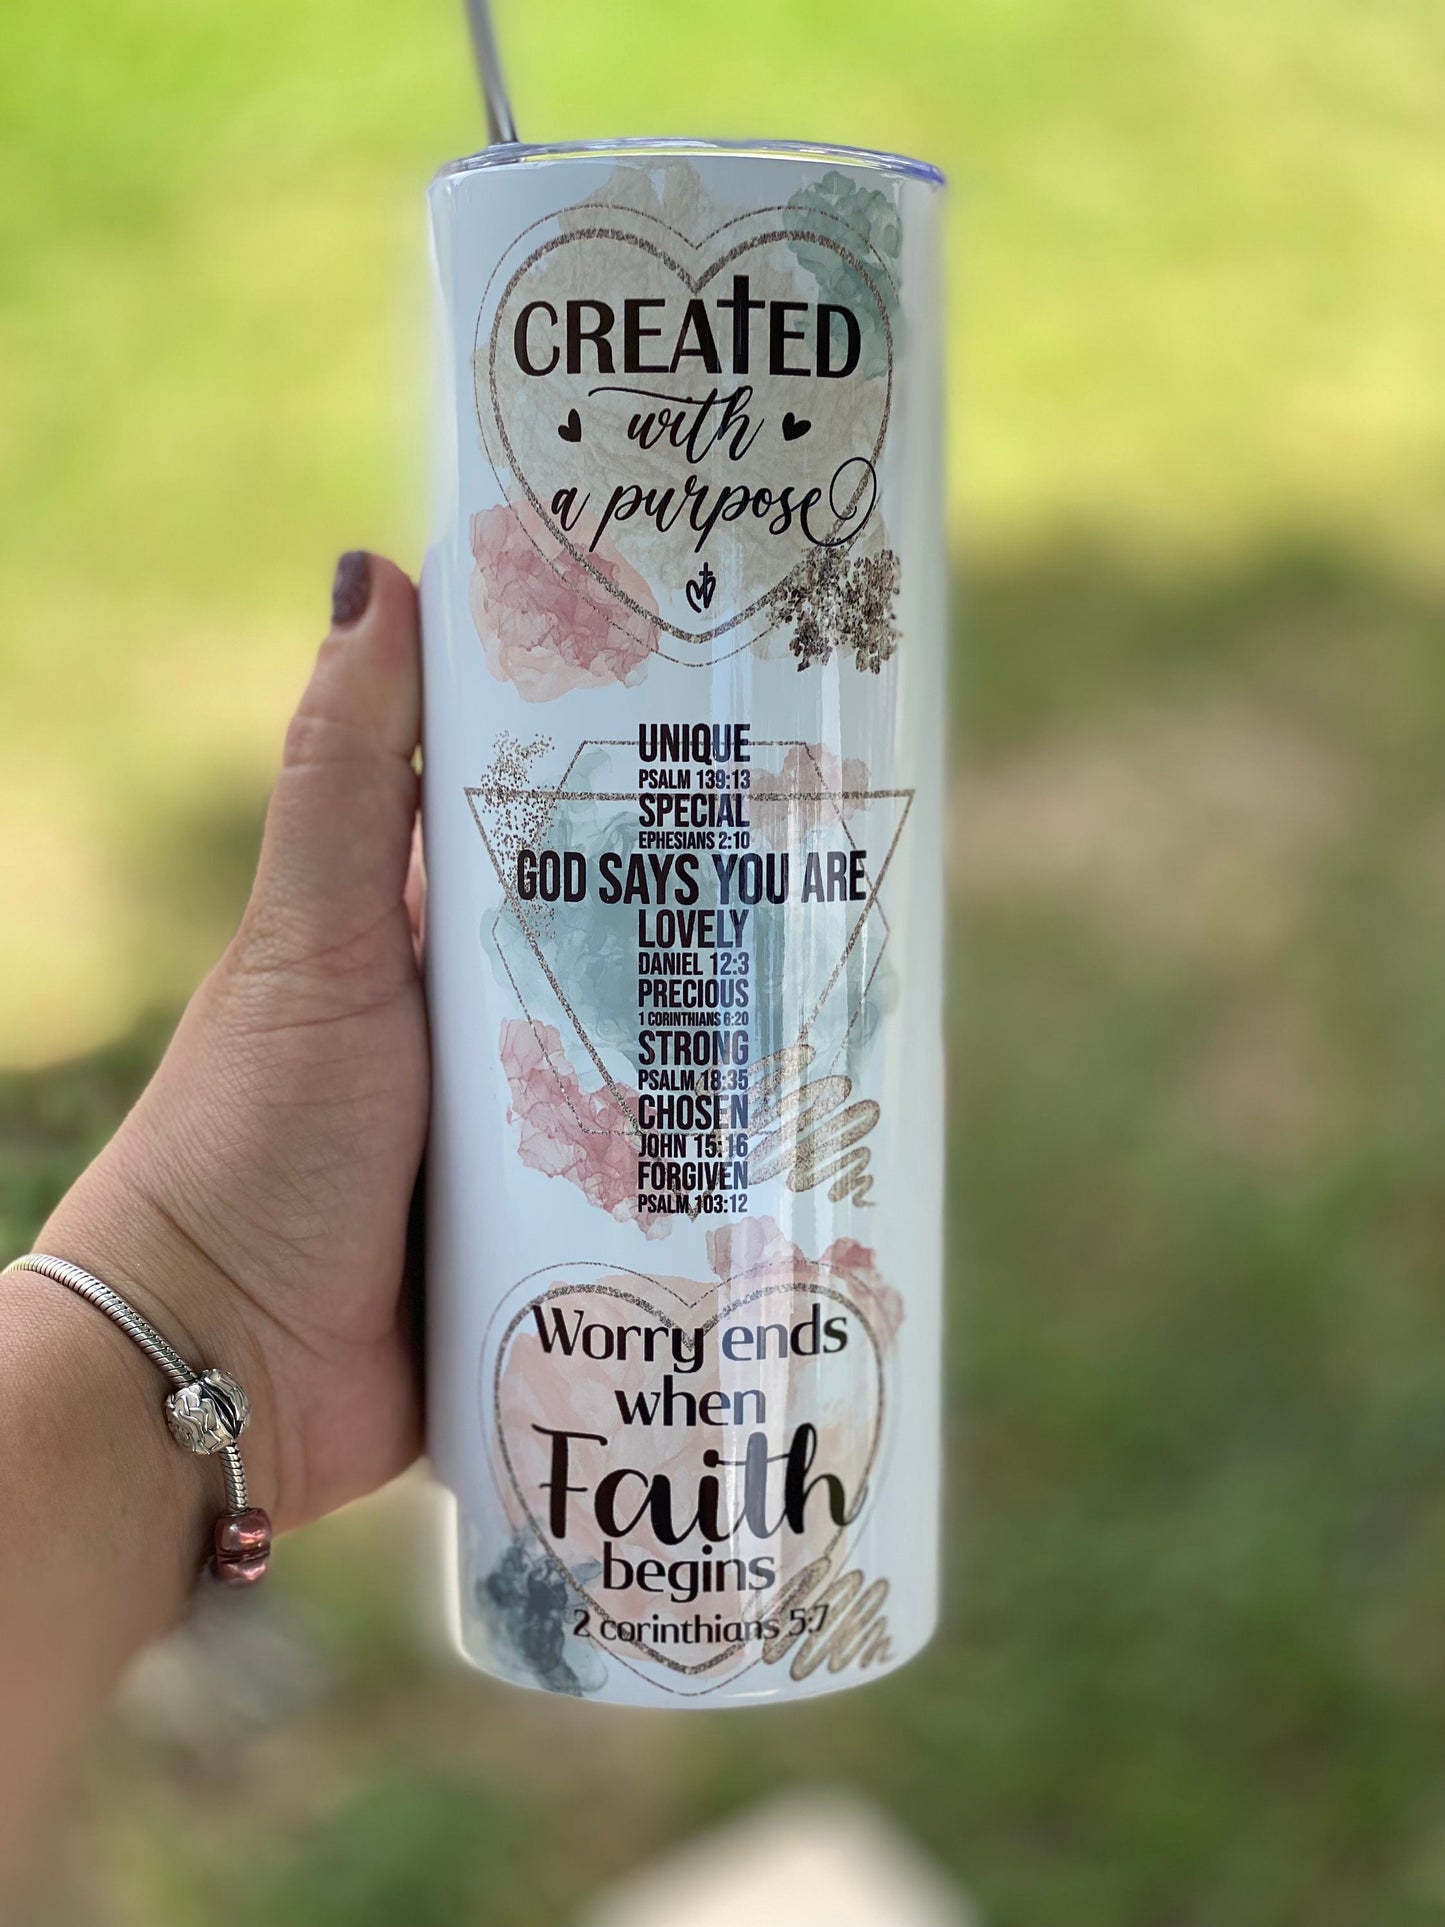 CREATED
with
a purpose
UNIQUE
PSALM 139:13
SPECIAL
EPHESIANS 2:10
GOD SAYS YOU ARE
LOVELY
DANIEL 12:3
PRECIOUS
1 CORINTHIANS 6:20
STRONG
PSALM 18:35
CHOSEN
JOHN 15:16
FORGIVEN
PSALM 103:12
Worry ends
when
Faith
begins
2 corinthians 5:7